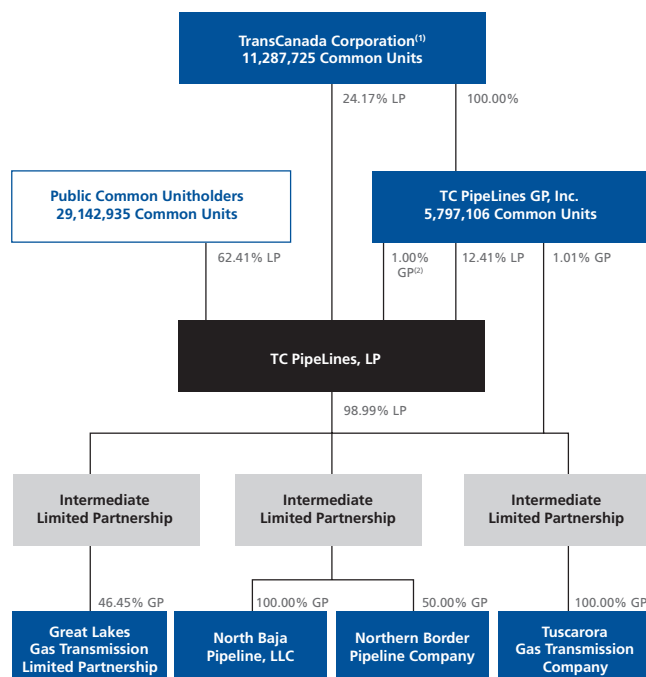 TransCanada Corporation(1)
11,287,725 Common Units
24.17% LP
100.00%
Public Common Unitholders
29,142,935 Common Units
TC PipeLines GP, Inc.
5,797,106 Common Units
62.41% LP
1.00%
GP(2)
12.41% LP
1.01% GP
TC PipeLines, LP
98.99% LP
Intermediate
Limited Partnership
Intermediate
Limited Partnership
Intermediate
Limited Partnership
46.45% GP
100.00% GP
50.00% GP
100.00% GP
Great Lakes
Gas Transmission
Limited Partnership
North Baja
Pipeline, LLC
Northern Border
Pipeline Company
Tuscarora
Gas Transmission
Company